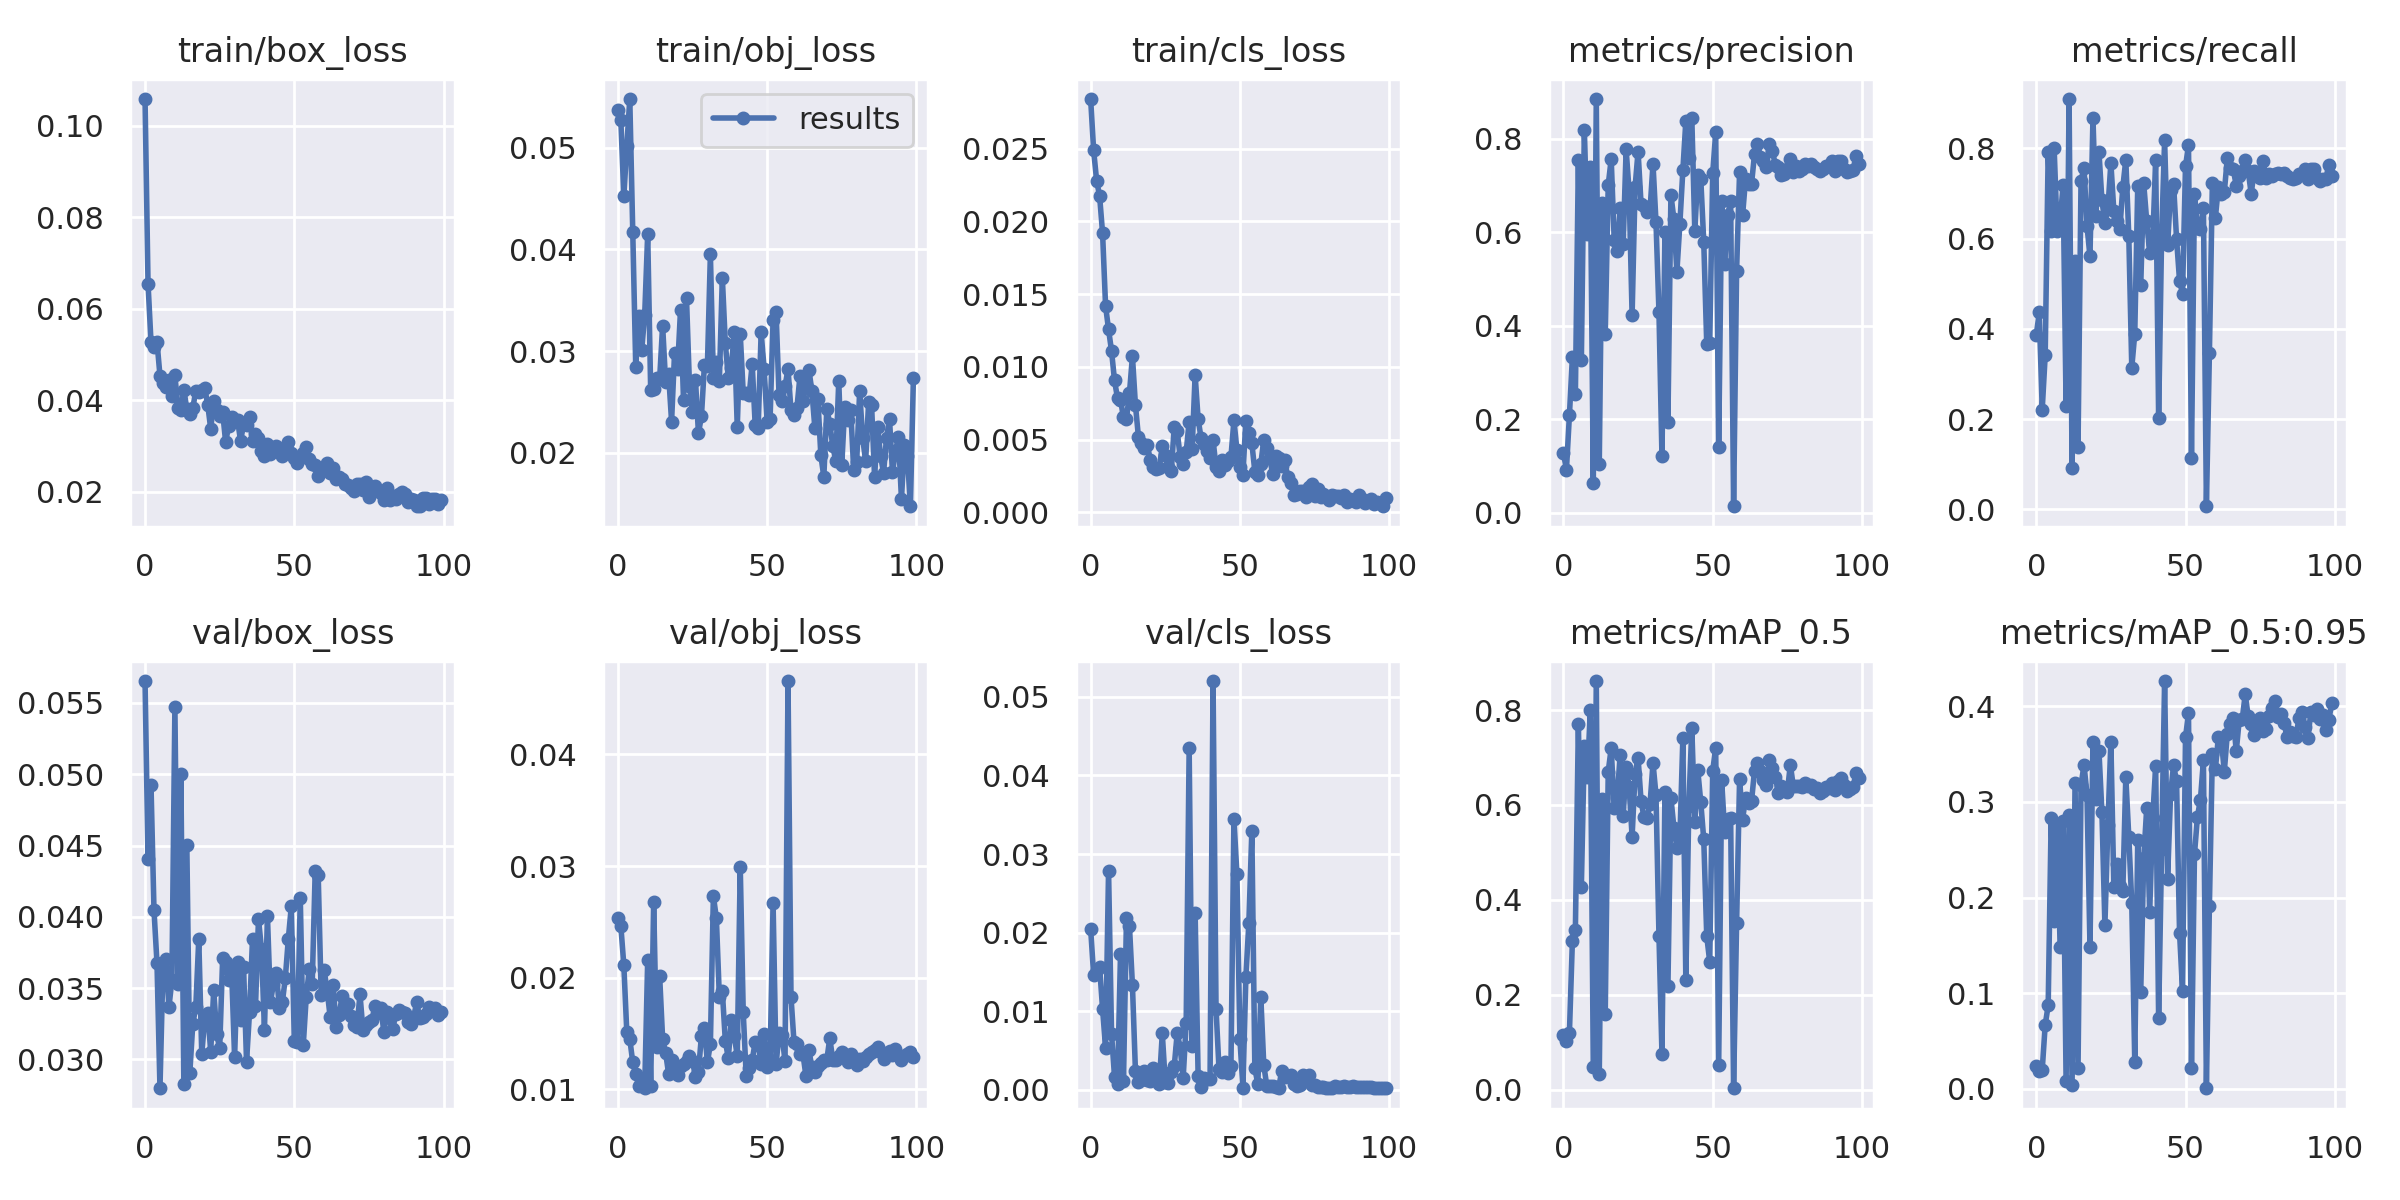 train/box_loss
train/obj_loss
train/cls_loss
metrics/precision
metrics/recall
results
0.10
0.08
0.06
0.04
0.02
0 50 100
0.05
0.04
0.03
0.02
0 50 100
0.025
0.020
0.015
0.010
0.005
0.000
0 50 100
0.8
0.6
0.4
0.2
0.0
0 50 100
0.8
0.6
0.4
0.2
0.0
0 50 100
val/box_loss
val/obj_loss
val/cls_loss
metrics/mAP_0.5
metrics/mAP_0.5:0.95
0.055
0.050
0.045
0.040
0.035
0.030
0 50 100
0.04
0.03
0.02
0.01
0 50 100
0.05
0.04
0.03
0.02
0.01
0.00
0 50 100
0.8
0.6
0.4
0.2
0.0
0 50 100
0.4
0.3
0.2
0.1
0.0
0 50 100